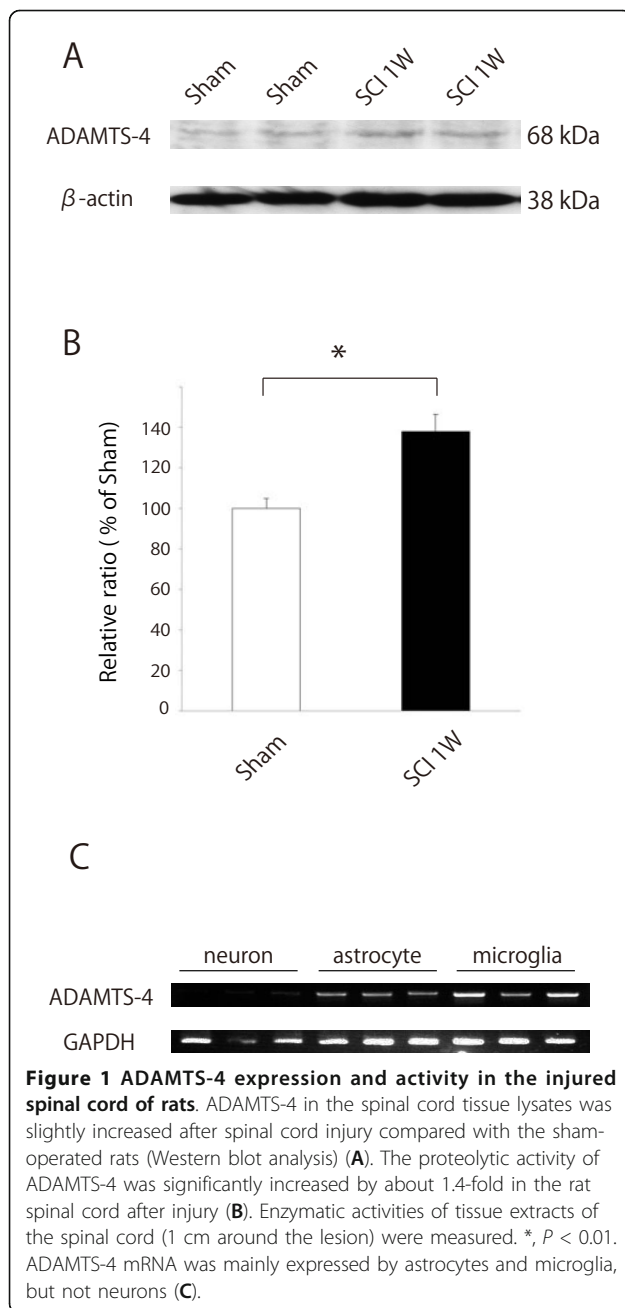 A
Sham Sham SCI 1W SCI 1W
ADAMTS-4 68 kDa
β-actin 38 kDa
B
*
Relative ratio ( % of Sham)
140
120
100
80
60
40
20
0
Sham SCI 1W
C
neuron astrocyte microglia
ADAMTS-4
GAPDH
Figure 1 ADAMTS-4 expression and activity in the injured
spinal cord of rats. ADAMTS-4 in the spinal cord tissue lysates was
slightly increased after spinal cord injury compared with the sham-
operated rats (Western blot analysis) (A). The proteolytic activity of
ADAMTS-4 was significantly increased by about 1.4-fold in the rat
spinal cord after injury (B). Enzymatic activities of tissue extracts of
the spinal cord (1 cm around the lesion) were measured. *, P < 0.01.
ADAMTS-4 mRNA was mainly expressed by astrocytes and microglia,
but not neurons (C).